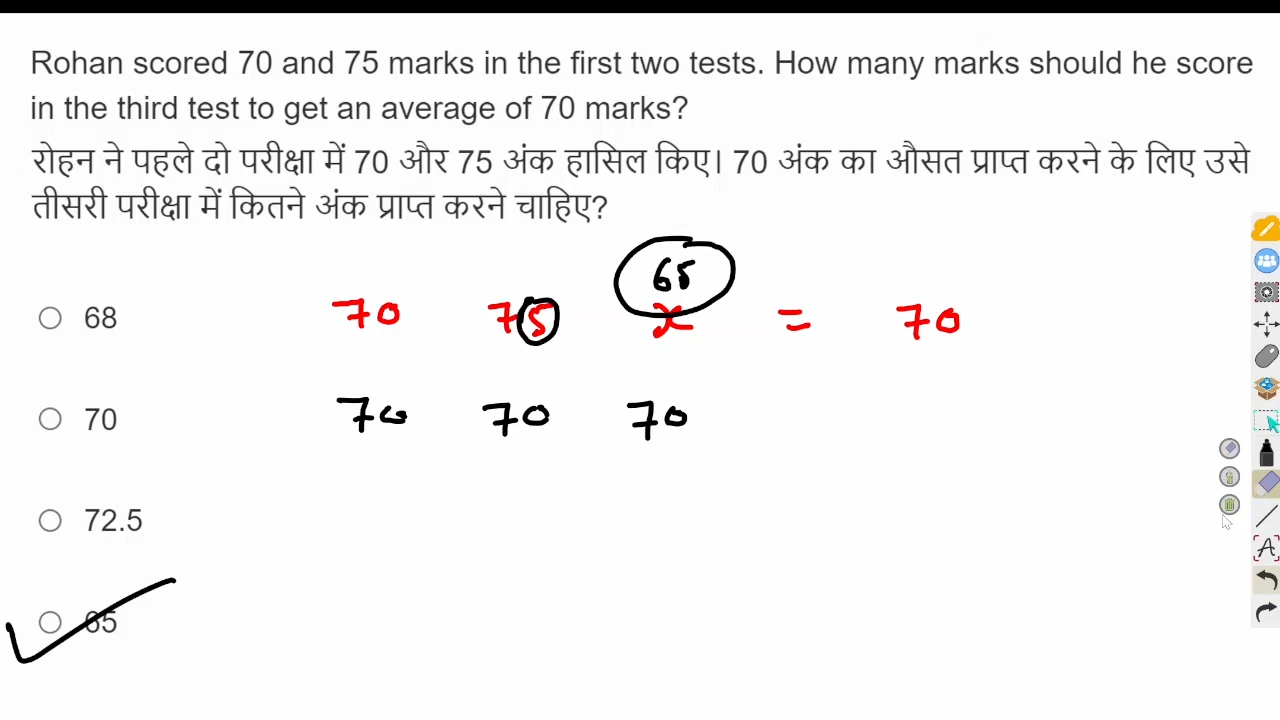 Rohan scored 70 and 75 marks in the first two tests. How many marks should he score
in the third test to get an average of 70 marks?
रोहन ने पहले दो परीक्षा में 70 और 75 अंक हासिल किए। 70 अंक का औसत प्राप्त करने के लिए उसे
तीसरी परीक्षा में कितने अंक प्राप्त करने चाहिए?
65
68 70 75 x = 70
70 70 70 70
72.5
65